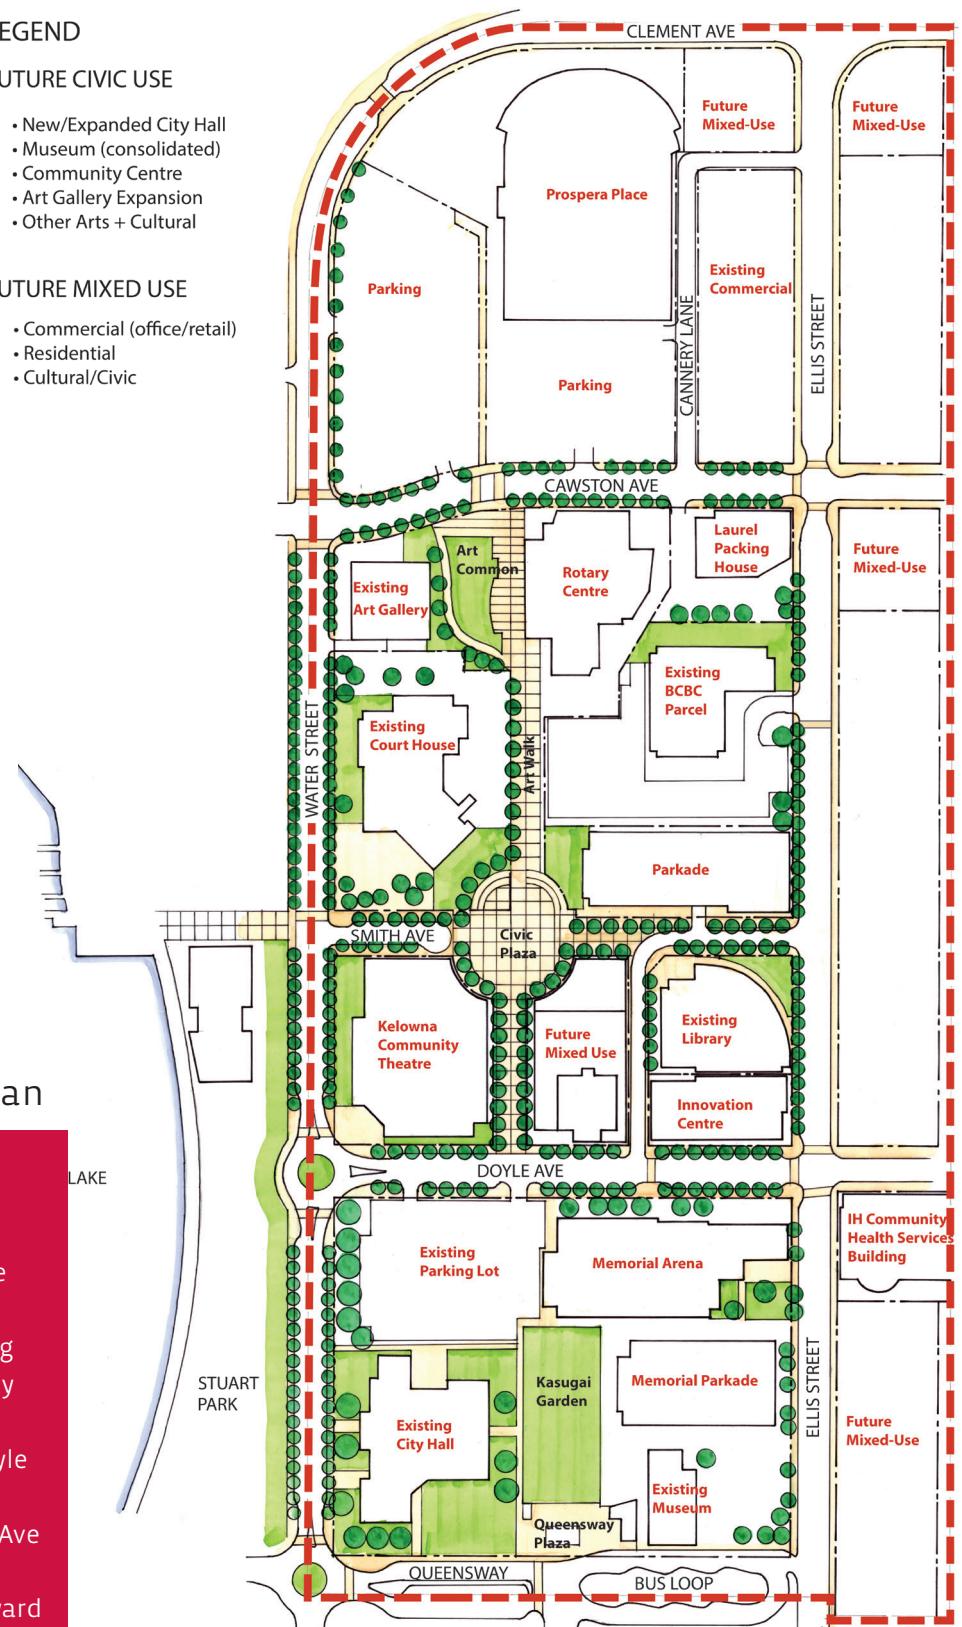 EGEND
UTURE CIVIC USE
• New/Expanded City Hall
• Museum (consolidated)
• Community Centre
• Art Gallery Expansion
• Other Arts + Cultural
UTURE MIXED USE
• Commercial (office/retail)
• Residential
• Cultural/Civic
CLEMENT AVE
Future
Mixed-Use
Future
Mixed-Use
Prospera Place
Parking
Existing
Commercial
Parking
CANNERY LANE
ELLIS STREET
CAWSTON AVE
Art
Common
Existing
Art Gallery
Rotary
Centre
Laurel
Packing
House
Future
Mixed-Use
Existing
BCBC
Parcel
Existing
Court House
WATER STREET
Art Walk
Parkade
SMITH AVE
Civic
Plaza
Kelowna
Community
Theatre
Future
Mixed Use
Existing
Library
Innovation
Centre
an
LAKE
DOYLE AVE
IH Community
Health Services
Building
Existing
Parking Lot
Memorial Arena
e
g
y
yle
Ave
ward
STUART
PARK
Kasugai
Garden
Memorial Parkade
ELLIS STREET
Existing
City Hall
Future
Mixed-Use
Existing
Museum
Queensway
Plaza
QUEENSWAY
BUS LOOP